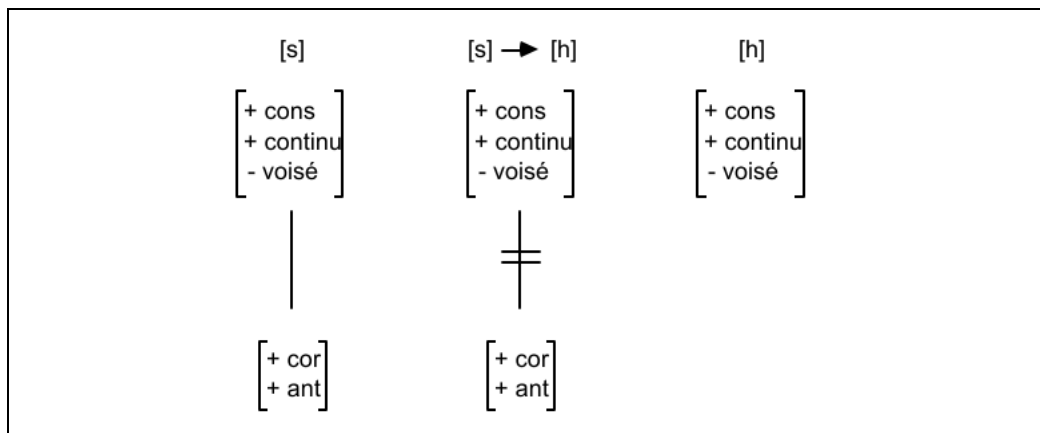 [s] [s] → [h] [h]
+ cons + cons + cons
+ continu + continu + continu
- voisé - voisé - voisé
+ cor + cor
+ ant + ant